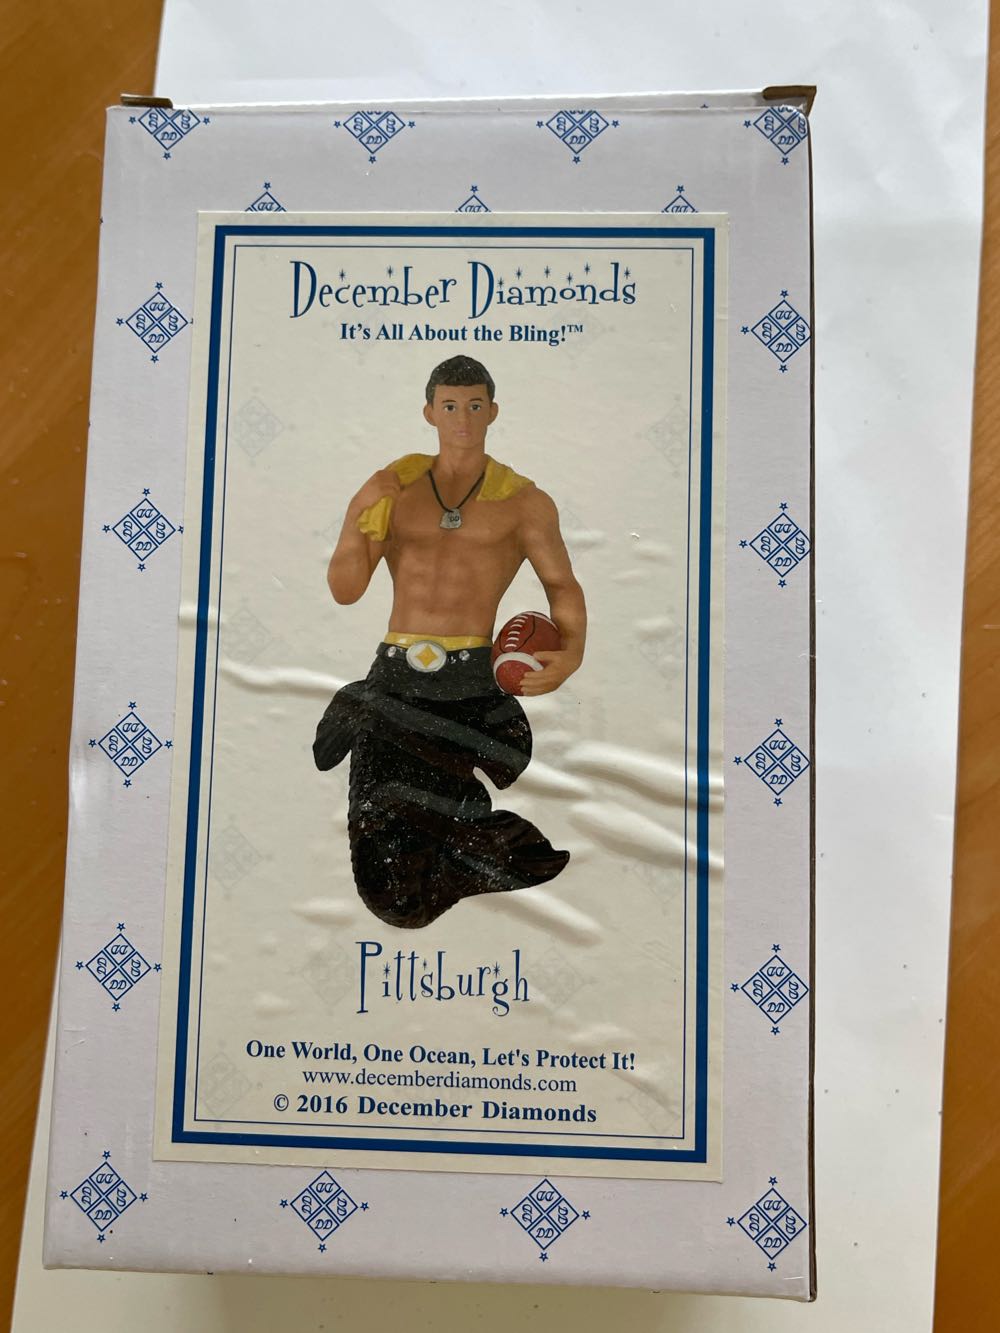 December Diamonds
It's All About the Bling!™
DD
Pittsburgh
One World, One Ocean, Let's Protect It!
www.decemberdiamonds.com
© 2016 December Diamonds